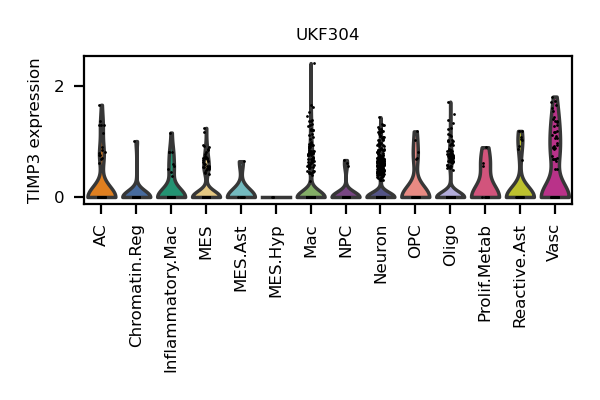 UKF304
TIMP3 expression
2
0
AC
Chromatin.Reg
Inflammatory.Mac
MES
MES.Ast
MES.Hyp
Mac
NPC
Neuron
OPC
Oligo
Prolif.Metab
Reactive.Ast
Vasc